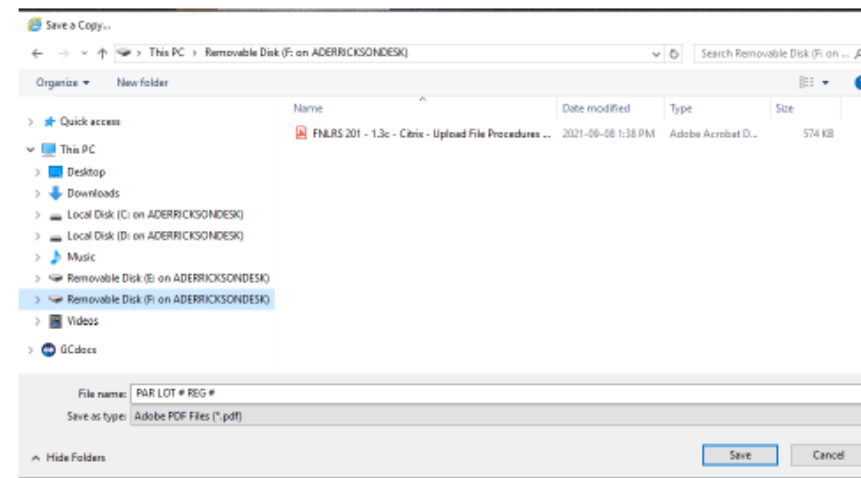 Save a Copy...
This PC > Removable Disk (F: on ADERRICKSONDESK)
Search Removable Disk (F: on ...
Organize
New folder
Name
Date modified
Type
Size
FNLRS 201 - 1.3c - Citrix - Upload File Procedures ...
2021-09-08 1:38 PM
Adobe Acrobat D...
574 KB
Quick access
This PC
Desktop
Downloads
Local Disk (C: on ADERRICKSONDESK)
Local Disk (D: on ADERRICKSONDESK)
Music
Removable Disk (E: on ADERRICKSONDESK)
Removable Disk (F: on ADERRICKSONDESK)
Videos
GCdocs
File name: PAR LOT # REG #
Save as type: Adobe PDF Files (*.pdf)
Hide Folders
Save
Cancel